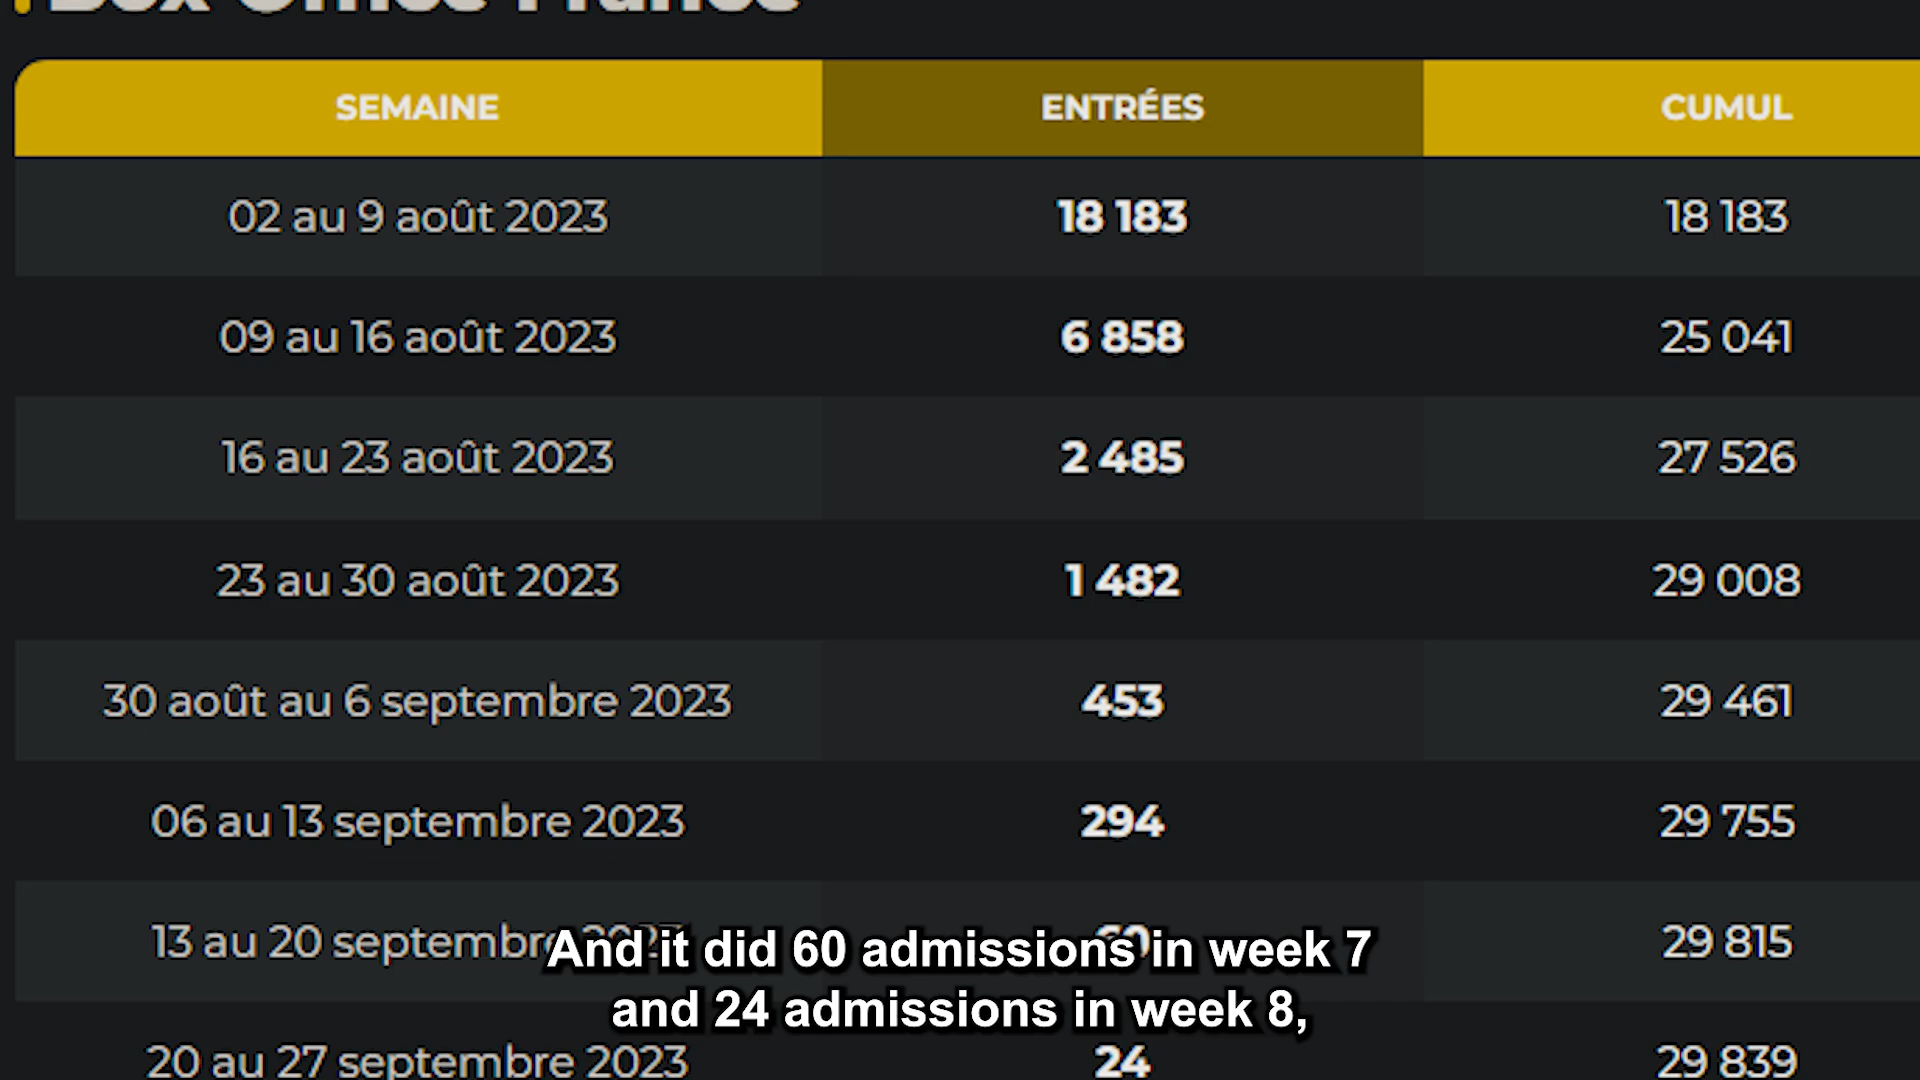 Box Office France
SEMAINE ENTRÉES CUMUL
02 au 9 août 2023 18 183 18 183
09 au 16 août 2023 6 858 25 041
16 au 23 août 2023 2 485 27 526
23 au 30 août 2023 1 482 29 008
30 août au 6 septembre 2023 453 29 461
06 au 13 septembre 2023 294 29 755
13 au 20 septembre 2023 60 29 815
And it did 60 admissions in week 7
and 24 admissions in week 8,
20 au 27 septembre 2023 24 29 839